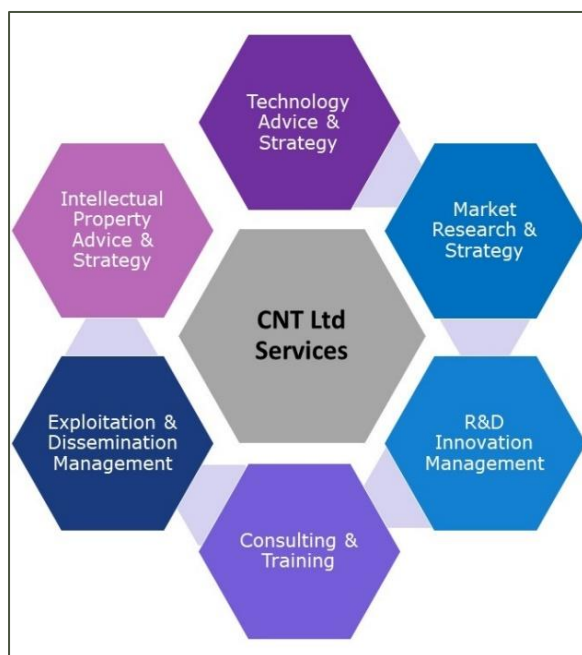 Technology
Advice &
Strategy
Intellectual
Property
Advice &
Strategy
Market
Research &
Strategy
CNT Ltd
Services
Exploitation &
Dissemination
Management
R&D
Innovation
Management
Consulting &
Training